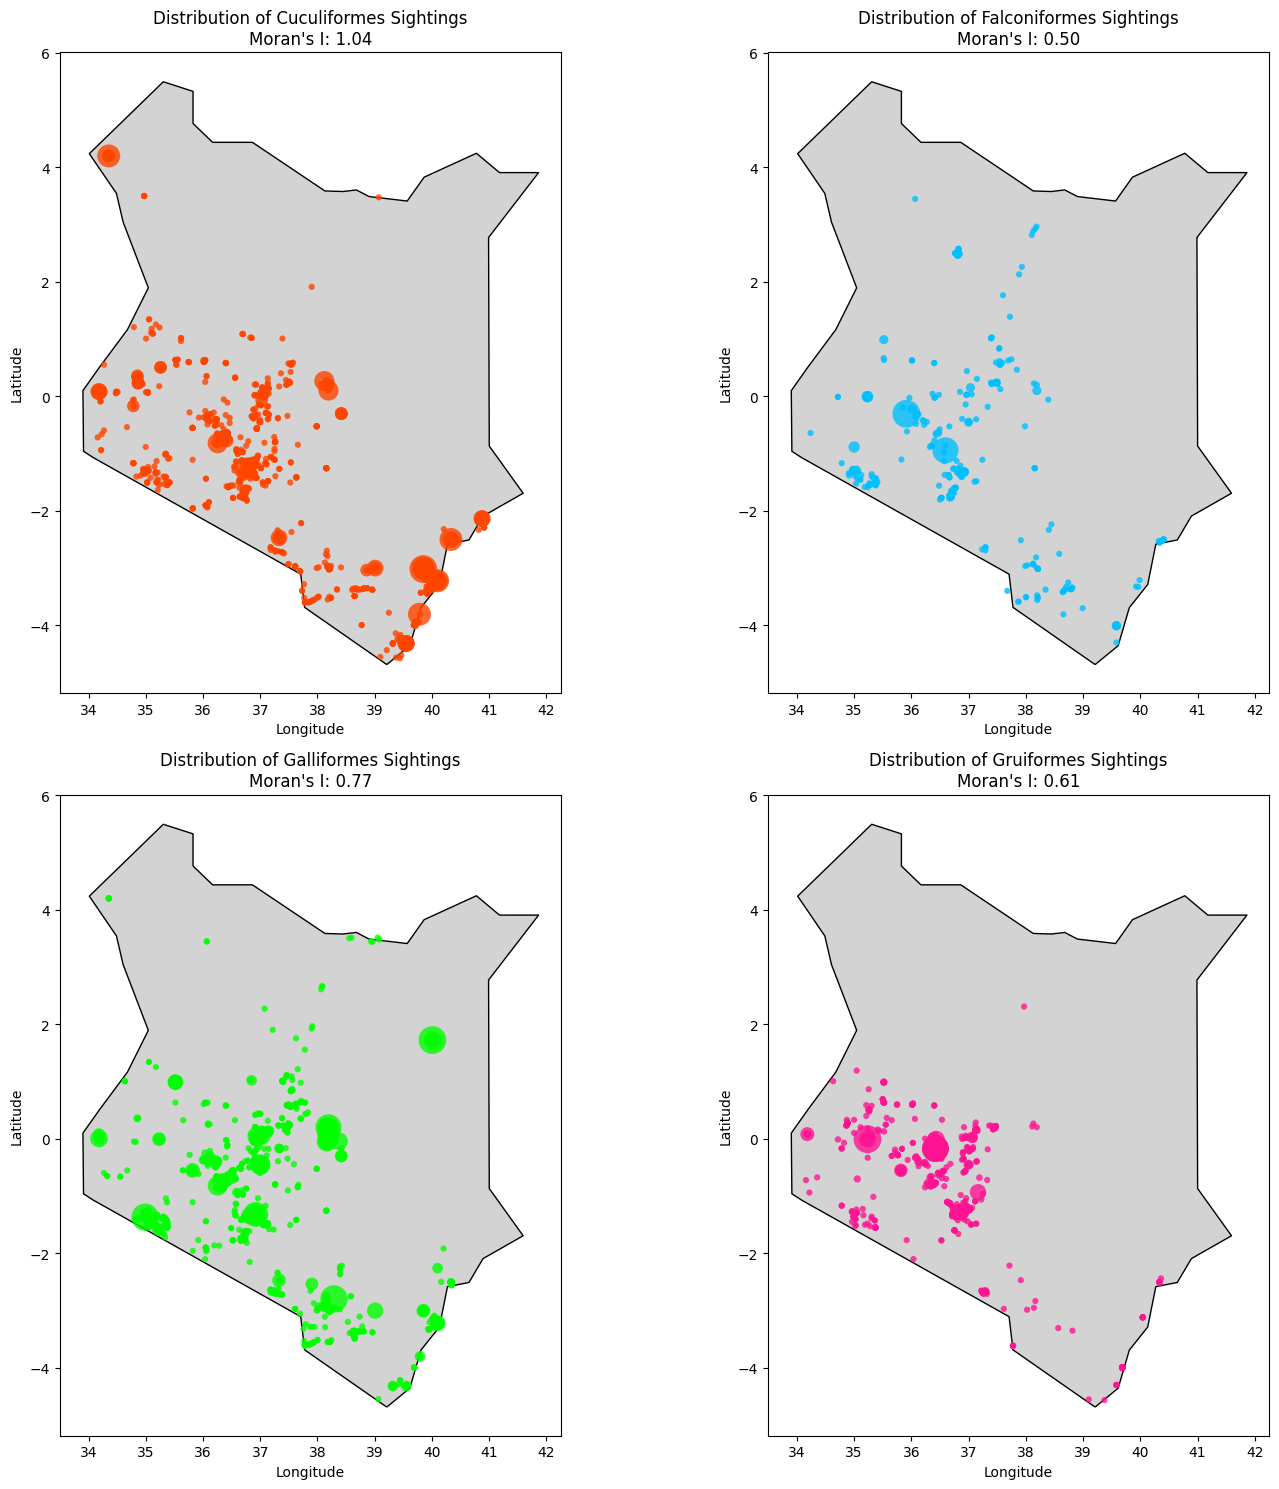 Distribution of Cuculiformes Sightings
Moran's I: 1.04
6
4
2
0
−2
−4
Latitude
34 35 36 37 38 39 40 41 42
Longitude
Distribution of Falconiformes Sightings
Moran's I: 0.50
6
4
2
0
−2
−4
Latitude
34 35 36 37 38 39 40 41 42
Longitude
Distribution of Galliformes Sightings
Moran's I: 0.77
6
4
2
0
−2
−4
Latitude
34 35 36 37 38 39 40 41 42
Longitude
Distribution of Gruiformes Sightings
Moran's I: 0.61
6
4
2
0
−2
−4
Latitude
34 35 36 37 38 39 40 41 42
Longitude